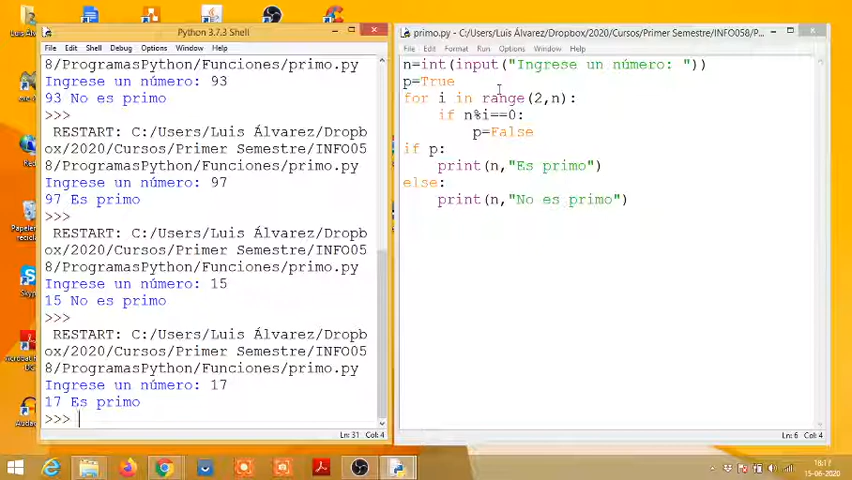 Python 3.7.3 Shell
File Edit Shell Debug Options Window Help
8/ProgramasPython/Funciones/primo.py
Ingrese un número: 93
93 No es primo
>>>
RESTART: C:/Users/Luis Álvarez/Dropb
ox/2020/Cursos/Primer Semestre/INFO05
8/ProgramasPython/Funciones/primo.py
Ingrese un número: 97
97 Es primo
>>>
RESTART: C:/Users/Luis Álvarez/Dropb
ox/2020/Cursos/Primer Semestre/INFO05
8/ProgramasPython/Funciones/primo.py
Ingrese un número: 15
15 No es primo
>>>
RESTART: C:/Users/Luis Álvarez/Dropb
ox/2020/Cursos/Primer Semestre/INFO05
8/ProgramasPython/Funciones/primo.py
Ingrese un número: 17
17 Es primo
>>>
Ln: 31 Col: 4
primo.py - C:/Users/Luis Álvarez/Dropbox/2020/Cursos/Primer Semestre/INFO058/P...
File Edit Format Run Options Window Help
n=int(input("Ingrese un número: "))
p=True
for i in range(2,n):
if n%i==0:
p=False
if p:
print(n,"Es primo")
else:
print(n,"No es primo")
Ln: 6 Col: 4
18:17
15-06-2020